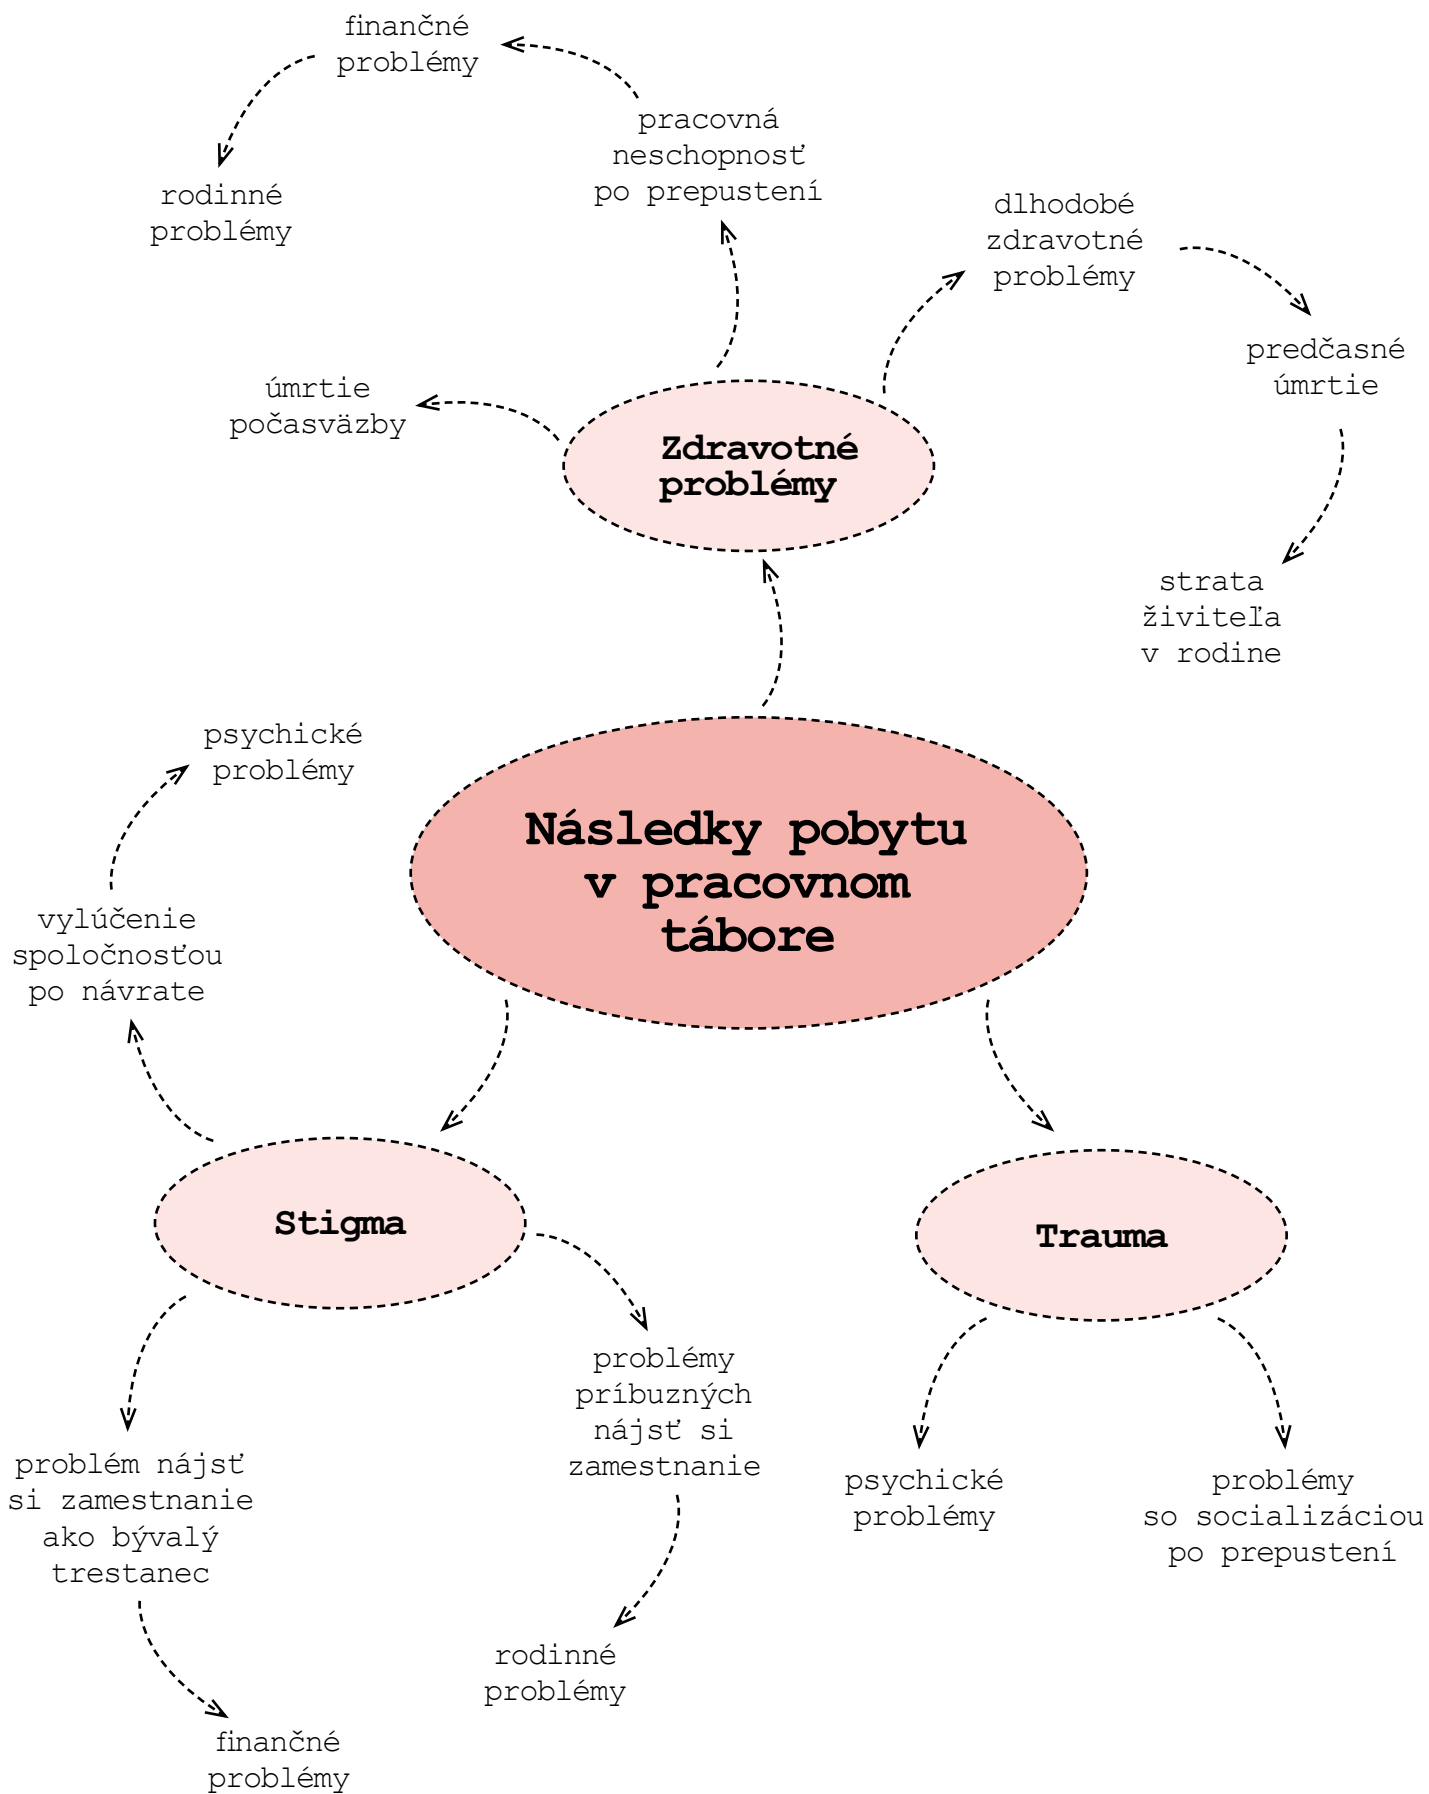 finančné
problémy
pracovná
neschopnosť
po prepustení
rodinné
problémy
dlhodobé
zdravotné
problémy
predčasné
úmrtie
úmrtie
počasväzby
Zdravotné
problémy
strata
živiteľa
v rodine
psychické
problémy
Následky pobytu
v pracovnom
tábore
vylúčenie
spoločnosťou
po návrate
Stigma
Trauma
problémy
príbuzných
nájsť si
zamestnanie
problém nájsť
si zamestnanie
ako bývalý
trestanec
psychické
problémy
problémy
so socializáciou
po prepustení
rodinné
problémy
finančné
problémy